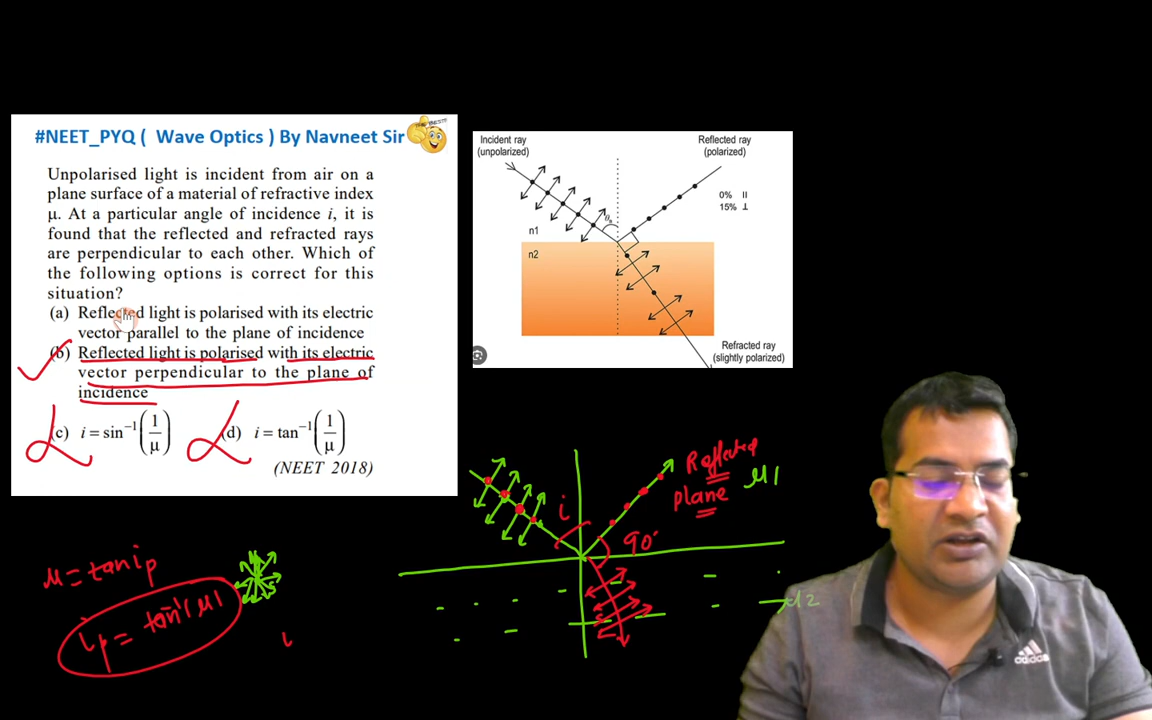 #NEET_PYQ ( Wave Optics ) By Navneet Sir
Unpolarised light is incident from air on a
plane surface of a material of refractive index
μ. At a particular angle of incidence i, it is
found that the reflected and refracted rays
are perpendicular to each other. Which of
the following options is correct for this
situation?
(a) Reflected light is polarised with its electric
vector parallel to the plane of incidence
(b) Reflected light is polarised with its electric
vector perpendicular to the plane of
incidence
(c) i = sin⁻¹(1/μ) (d) i = tan⁻¹(1/μ)
(NEET 2018)
Incident ray
(unpolarized)
Reflected ray
(polarized)
0% ||
15% ⊥
n1
n2
Refracted ray
(slightly polarized)
Reflected
plane
μ1
i
90°
μ2
μ = tan ip
ip = tan⁻¹(μ)
adidas